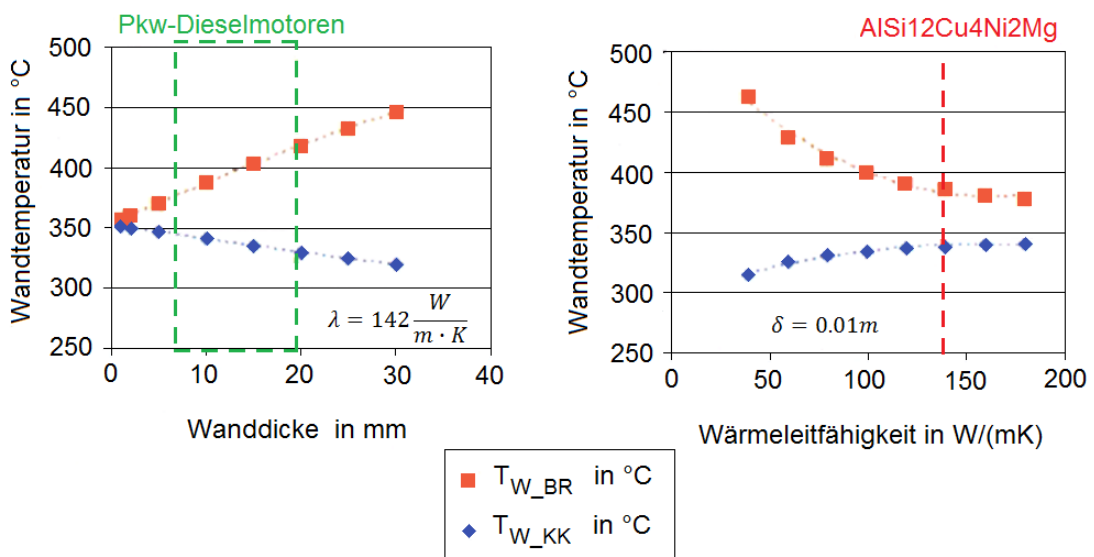 Pkw-Dieselmotoren
500
450
400
350
300
250
0
10
20
30
40
Wandtemperatur in °C
Wanddicke in mm
λ = 142 W/(m · K)
AlSi12Cu4Ni2Mg
500
450
400
350
300
250
0
50
100
150
200
Wandtemperatur in °C
Wärmeleitfähigkeit in W/(mK)
δ = 0.01m
T_W_BR in °C
T_W_KK in °C